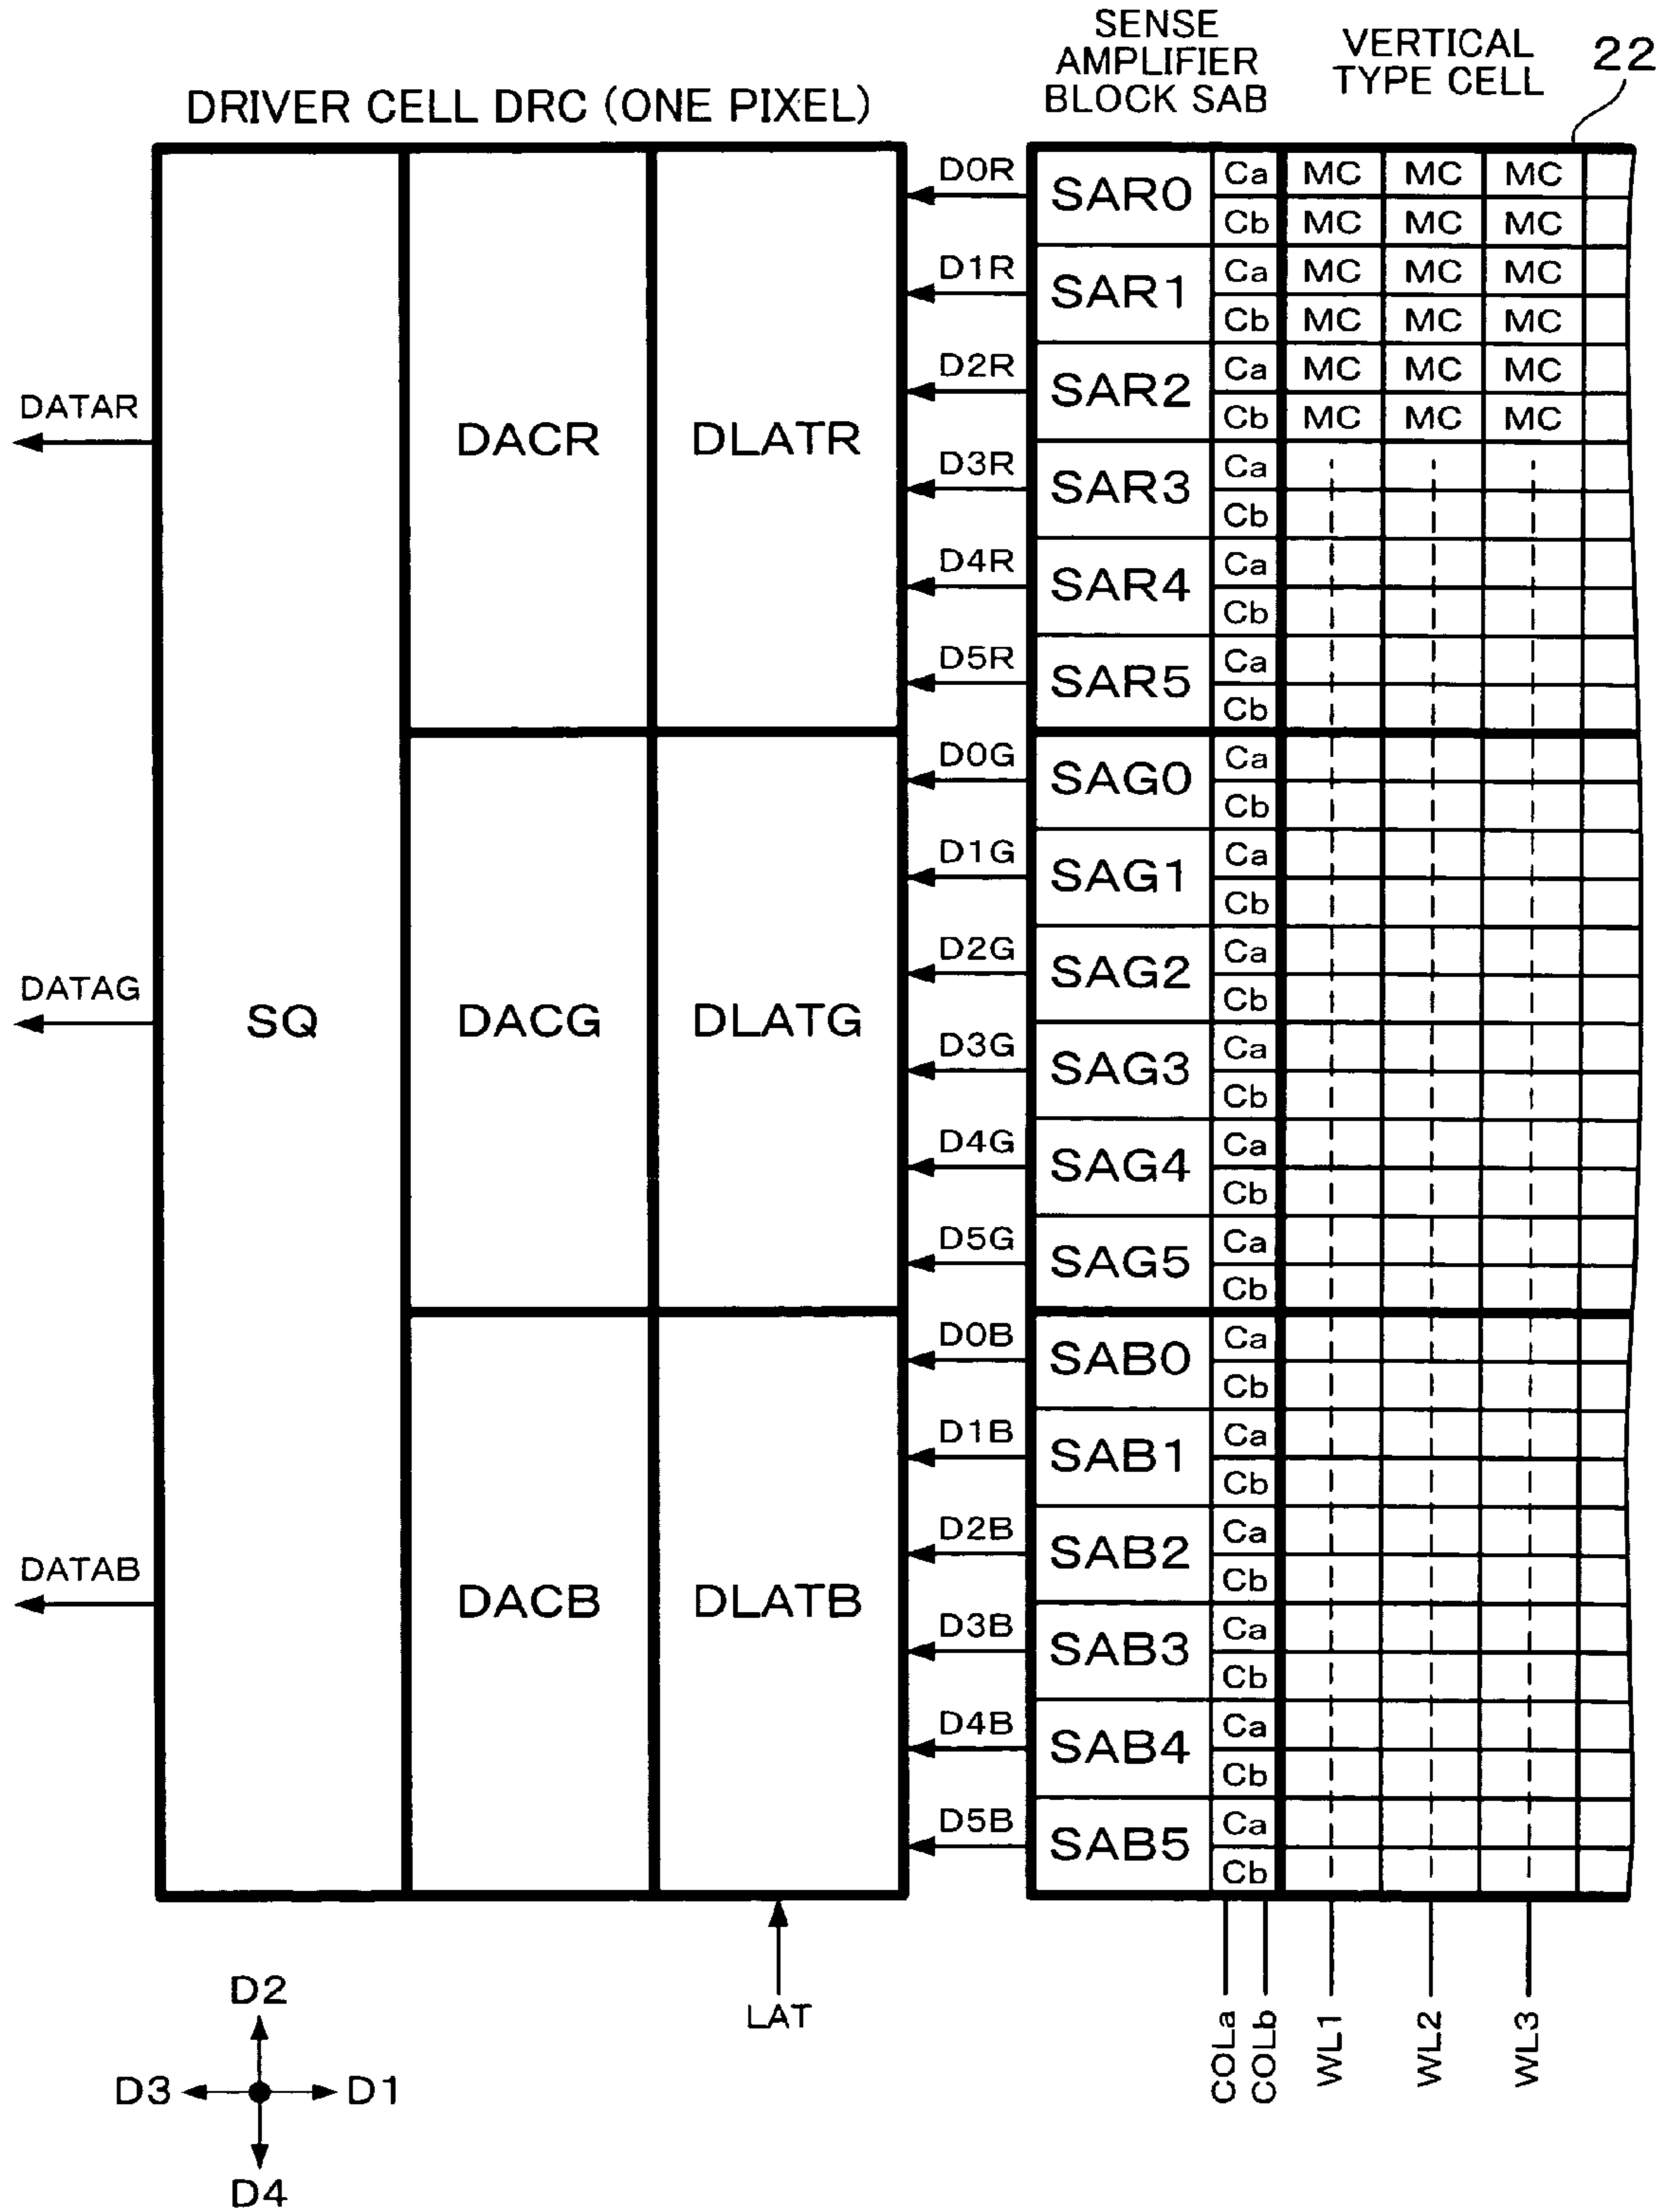 SENSE
AMPLIFIER
BLOCK SAB
VERTICAL
TYPE CELL
22
DRIVER CELL DRC (ONE PIXEL)
D0R SAR0 Ca MC MC MC
Cb MC MC MC
D1R SAR1 Ca MC MC MC
Cb MC MC MC
D2R SAR2 Ca MC MC MC
Cb MC MC MC
DATAR DACR DLATR
D3R SAR3 Ca
Cb
D4R SAR4 Ca
Cb
D5R SAR5 Ca
Cb
D0G SAG0 Ca
Cb
D1G SAG1 Ca
Cb
D2G SAG2 Ca
Cb
DATAG SQ DACG DLATG
D3G SAG3 Ca
Cb
D4G SAG4 Ca
Cb
D5G SAG5 Ca
Cb
D0B SAB0 Ca
Cb
D1B SAB1 Ca
Cb
D2B SAB2 Ca
Cb
DATAB DACB DLATB
D3B SAB3 Ca
Cb
D4B SAB4 Ca
Cb
D5B SAB5 Ca
Cb
LAT
COLa
COLb
WL1
WL2
WL3
D2
D3 D1
D4